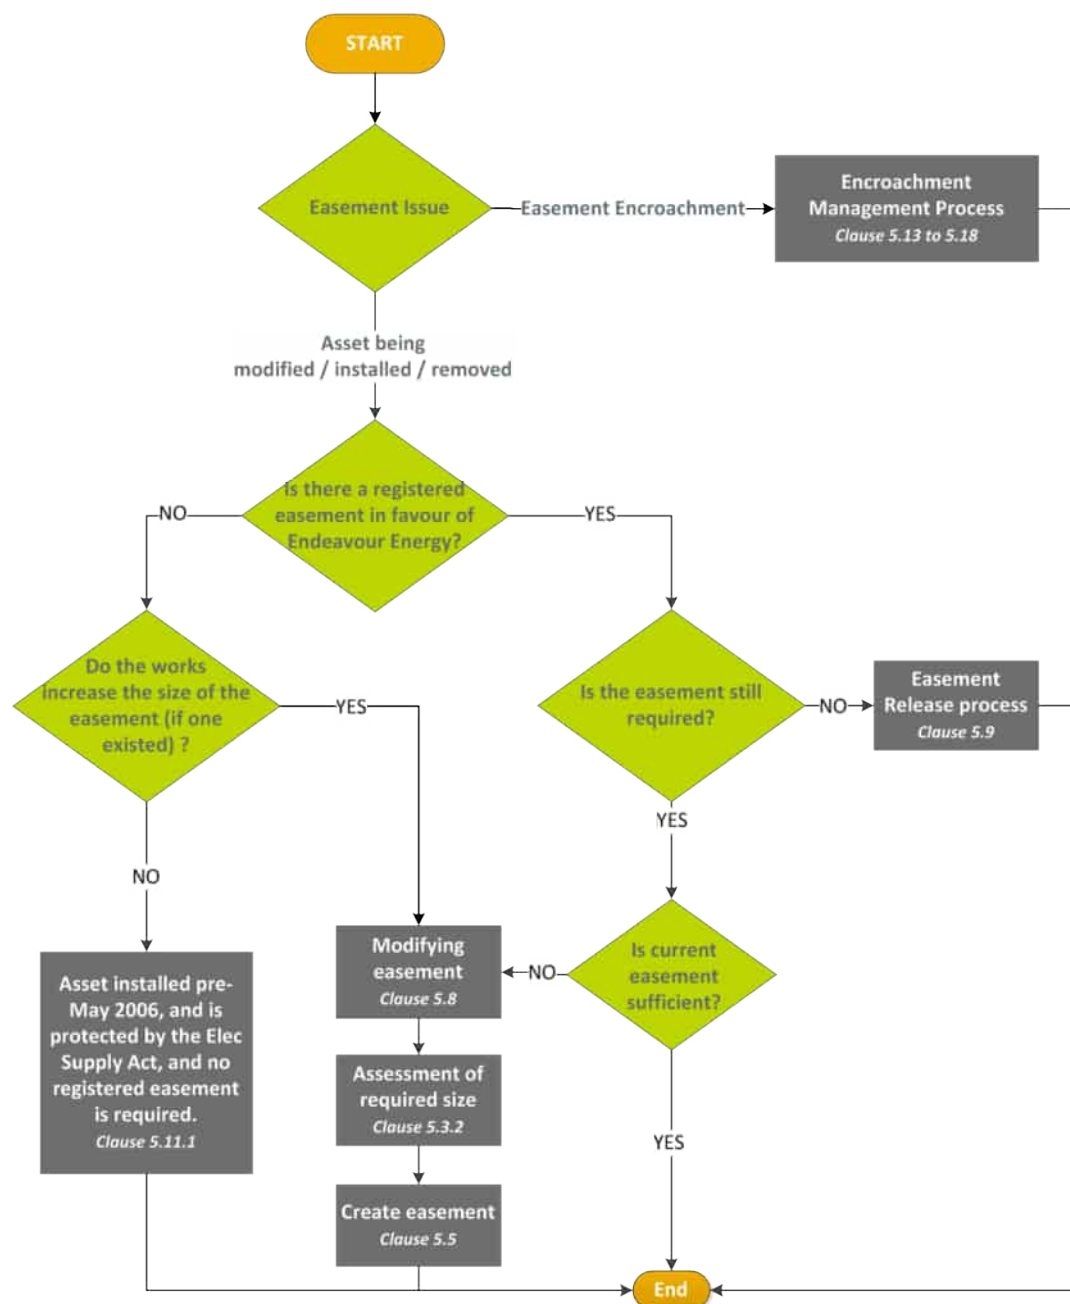 START
Easement Issue
Easement Encroachment
Encroachment
Management Process
Clause 5.13 to 5.18
Asset being
modified / installed / removed
Is there a registered
easement in favour of
Endeavour Energy?
NO
YES
Do the works
increase the size of the
easement (if one
existed) ?
YES
Is the easement still
required?
NO
Easement
Release process
Clause 5.9
YES
NO
Modifying
easement
Clause 5.8
NO
Is current
easement
sufficient?
Asset installed pre-
May 2006, and is
protected by the Elec
Supply Act, and no
registered easement
is required.
Clause 5.11.1
Assessment of
required size
Clause 5.3.2
YES
Create easement
Clause 5.5
End